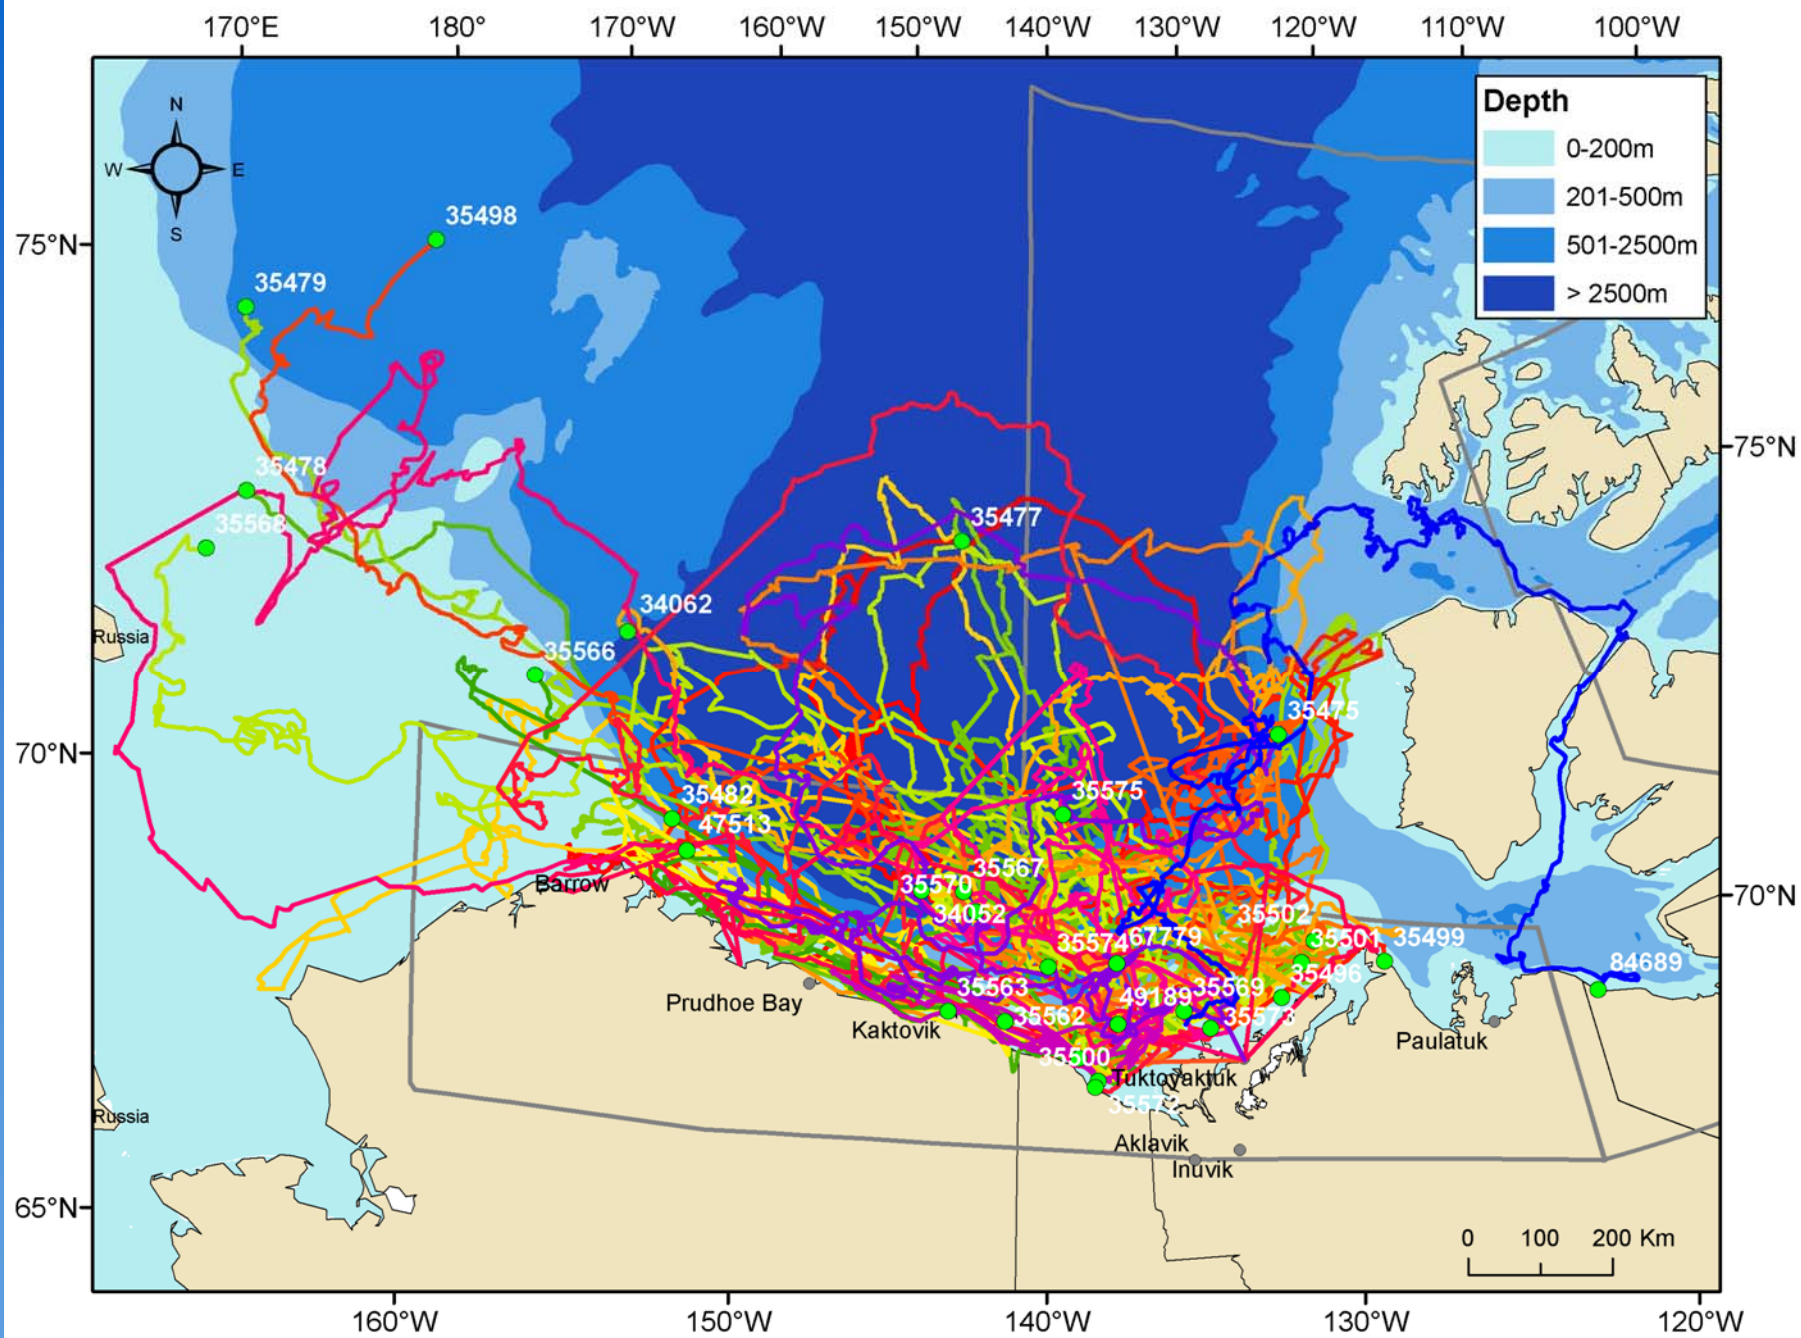 170°E 180° 170°W 160°W 150°W 140°W 130°W 120°W 110°W 100°W
Depth
0-200m
201-500m
501-2500m
> 2500m
N
W E
S
75°N
75°N
35498
35479
35478
35568
35477
34062
35566
35475
Russia
70°N
70°N
35575
35482
47513
35567
35570
34052
Barrow
35502
35501
35499
35574
67779
35496
84689
35563
49189
35569
35562
35573
Prudhoe Bay
Kaktovik
Paulatuk
35500
Tuktoyaktuk
35572
Russia
Aklavik
Inuvik
65°N
0 100 200 Km
160°W 150°W 140°W 130°W 120°W